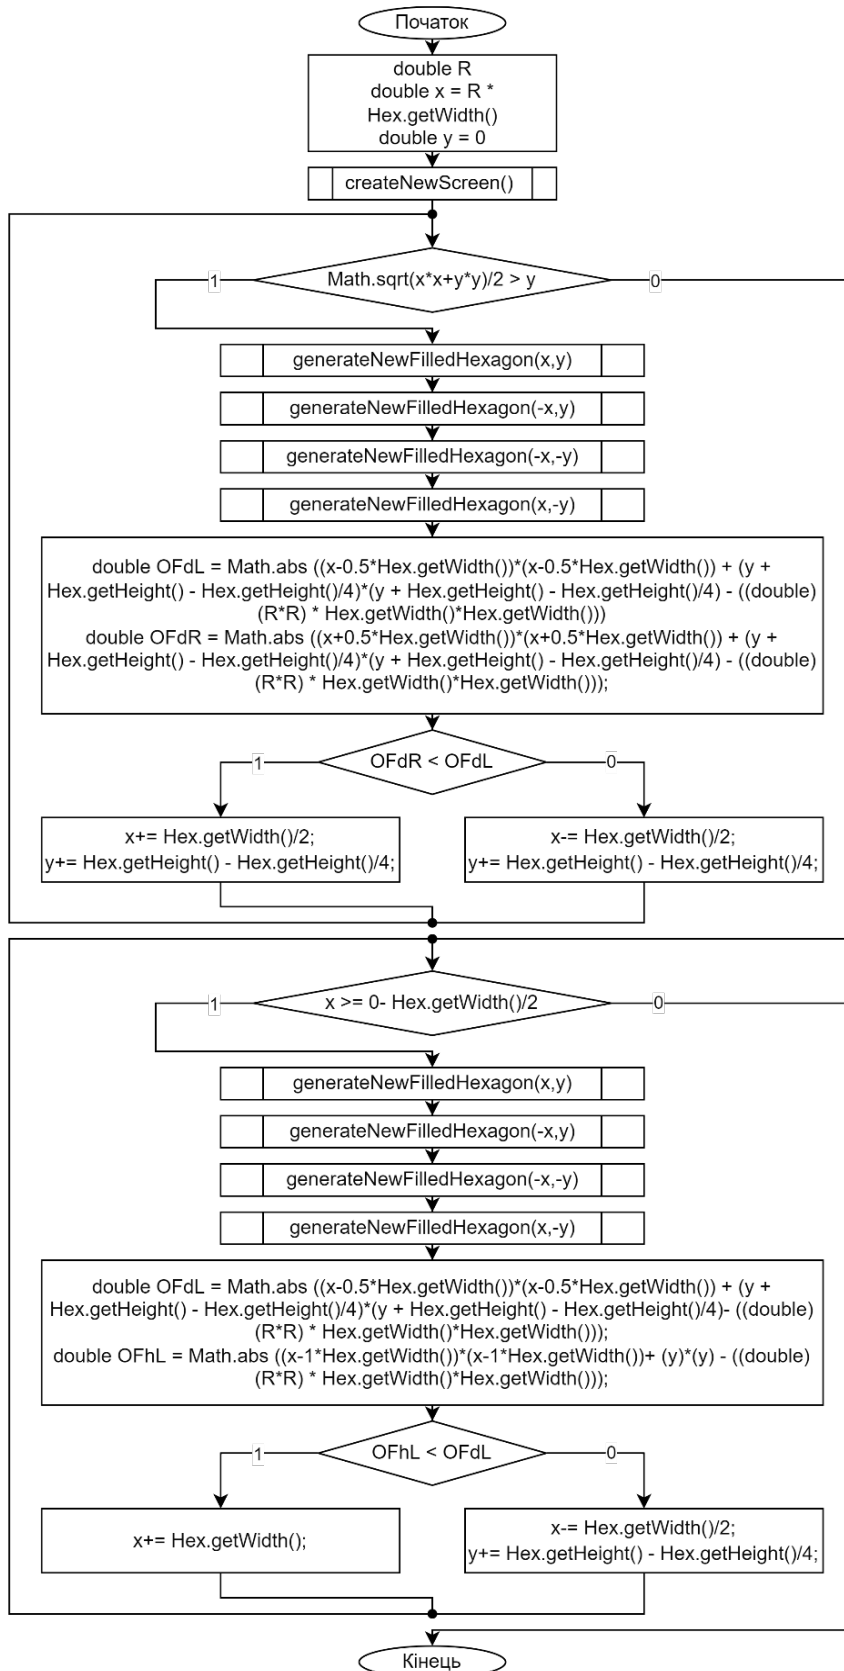 Початок
double R
double x = R *
Hex.getWidth()
double y = 0
createNewScreen()
Math.sqrt(x*x+y*y)/2 > y
1
0
generateNewFilledHexagon(x,y)
generateNewFilledHexagon(-x,y)
generateNewFilledHexagon(-x,-y)
generateNewFilledHexagon(x,-y)
double OFdL = Math.abs ((x-0.5*Hex.getWidth())*(x-0.5*Hex.getWidth()) + (y +
Hex.getHeight() - Hex.getHeight()/4)*(y + Hex.getHeight() - Hex.getHeight()/4) - ((double)
(R*R) * Hex.getWidth()*Hex.getWidth()))
double OFdR = Math.abs ((x+0.5*Hex.getWidth())*(x+0.5*Hex.getWidth()) + (y +
Hex.getHeight() - Hex.getHeight()/4)*(y + Hex.getHeight() - Hex.getHeight()/4) - ((double)
(R*R) * Hex.getWidth()*Hex.getWidth()));
OFdR < OFdL
1
0
x+= Hex.getWidth()/2;
y+= Hex.getHeight() - Hex.getHeight()/4;
x-= Hex.getWidth()/2;
y+= Hex.getHeight() - Hex.getHeight()/4;
x >= 0- Hex.getWidth()/2
1
0
generateNewFilledHexagon(x,y)
generateNewFilledHexagon(-x,y)
generateNewFilledHexagon(-x,-y)
generateNewFilledHexagon(x,-y)
double OFdL = Math.abs ((x-0.5*Hex.getWidth())*(x-0.5*Hex.getWidth()) + (y +
Hex.getHeight() - Hex.getHeight()/4)*(y + Hex.getHeight() - Hex.getHeight()/4)- ((double)
(R*R) * Hex.getWidth()*Hex.getWidth()));
double OFhL = Math.abs ((x-1*Hex.getWidth())*(x-1*Hex.getWidth())+ (y)*(y) - ((double)
(R*R) * Hex.getWidth()*Hex.getWidth()));
OFhL < OFdL
1
0
x+= Hex.getWidth();
x-= Hex.getWidth()/2;
y+= Hex.getHeight() - Hex.getHeight()/4;
Кінець